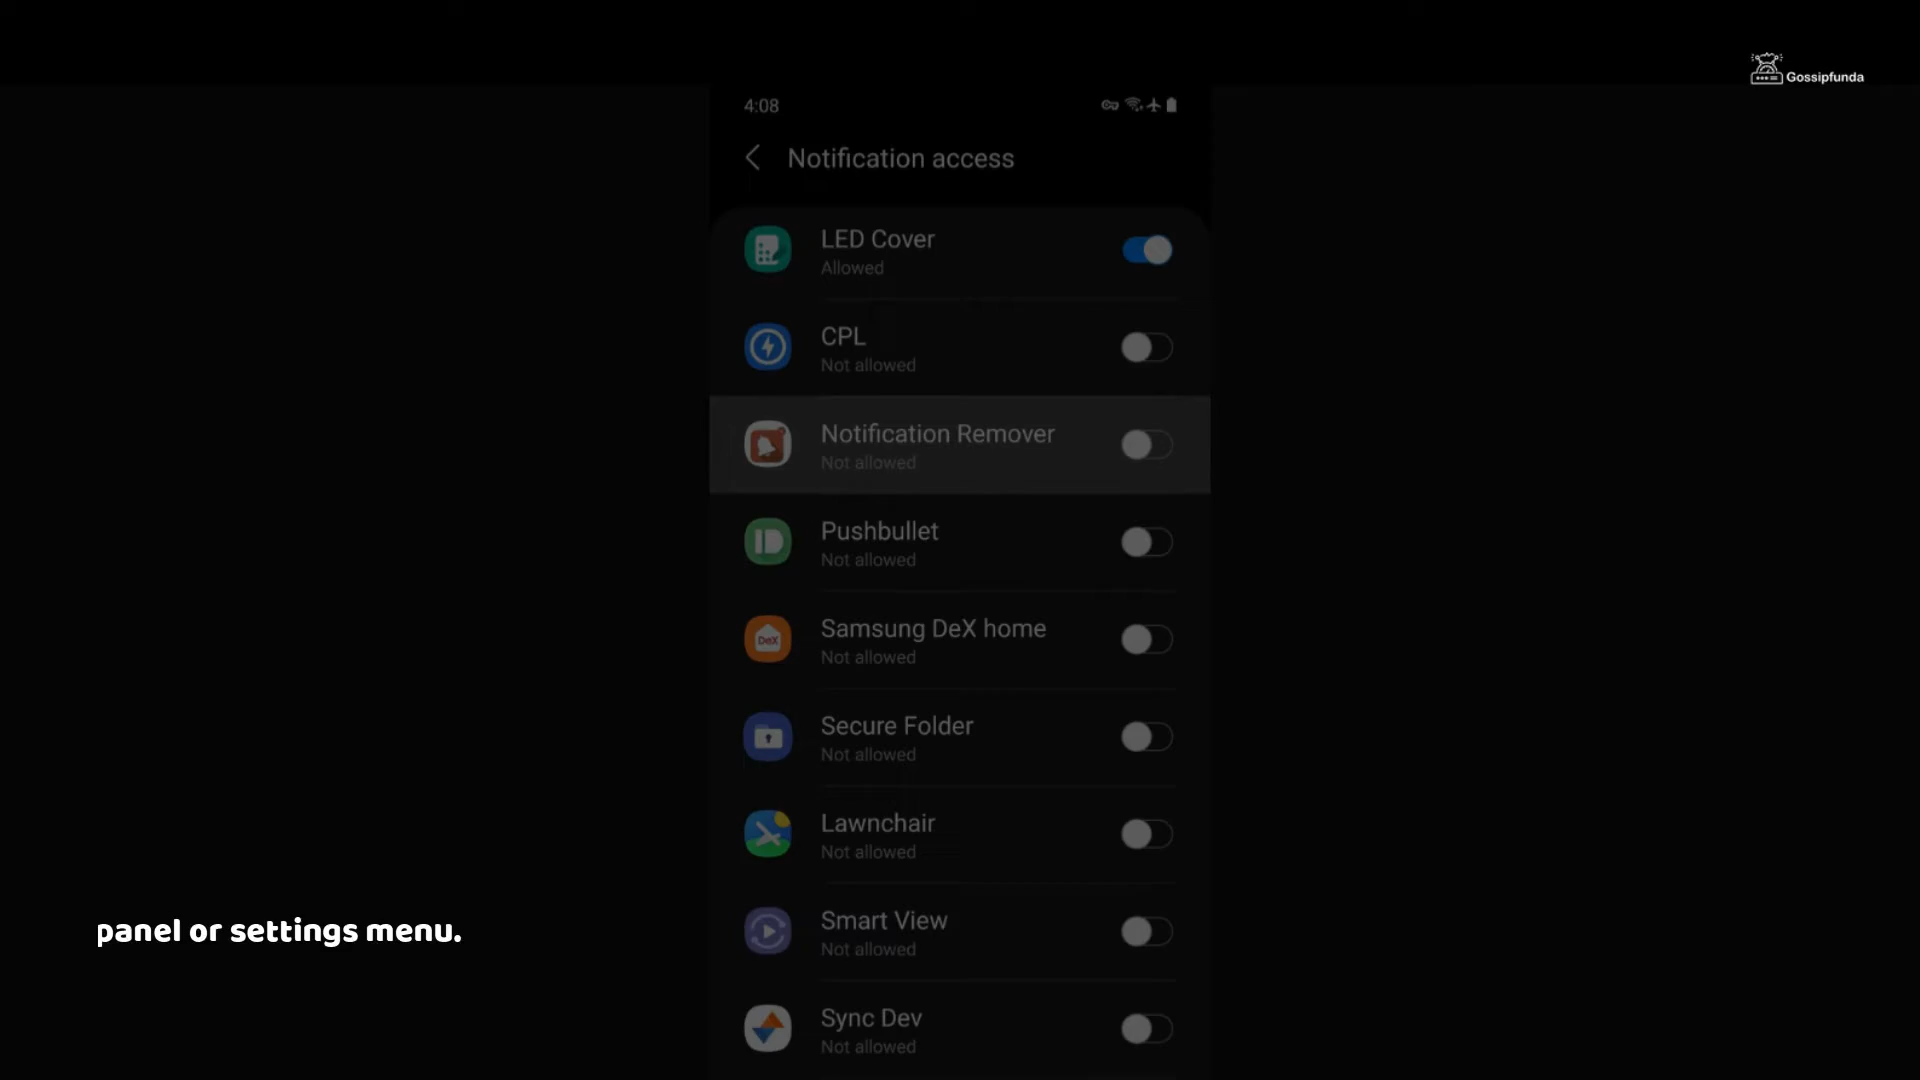 Gossipfunda
4:08
Notification access
LED Cover
Allowed
CPL
Not allowed
Notification Remover
Not allowed
Pushbullet
Not allowed
DeX
Samsung DeX home
Not allowed
Secure Folder
Not allowed
Lawnchair
Not allowed
Smart View
Not allowed
panel or settings menu.
Sync Dev
Not allowed